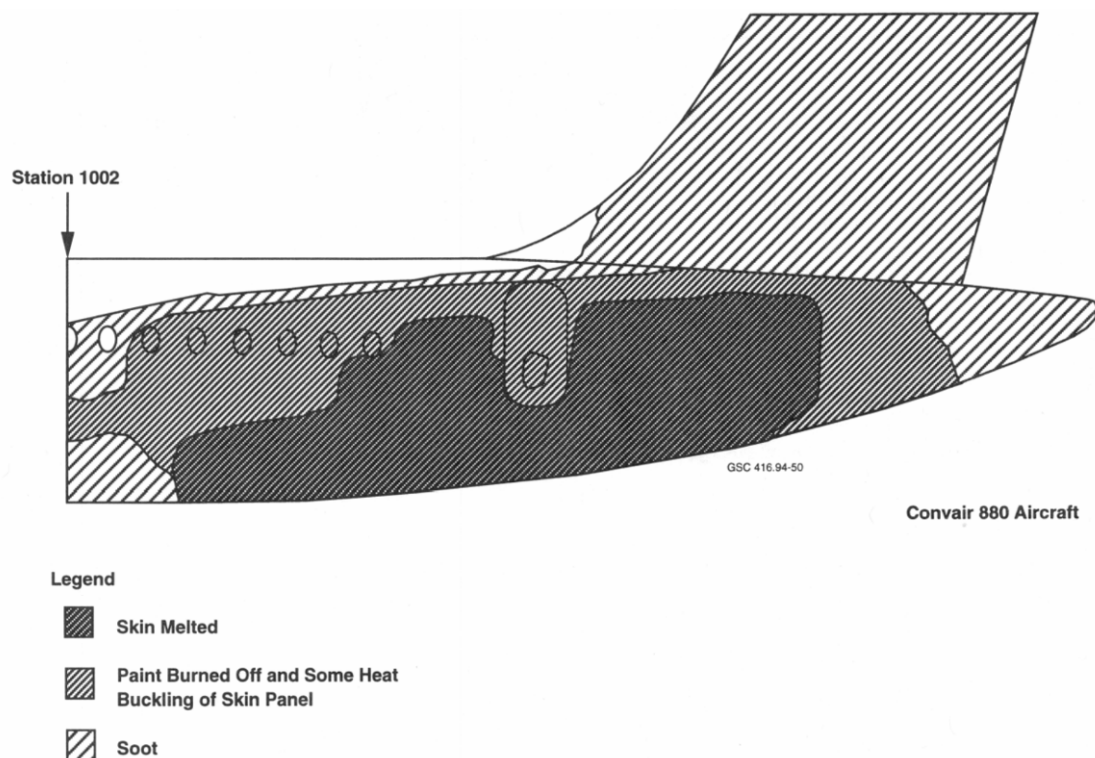 Station 1002
GSC 416.94-50
Convair 880 Aircraft
Legend
Skin Melted
Paint Burned Off and Some Heat
Buckling of Skin Panel
Soot